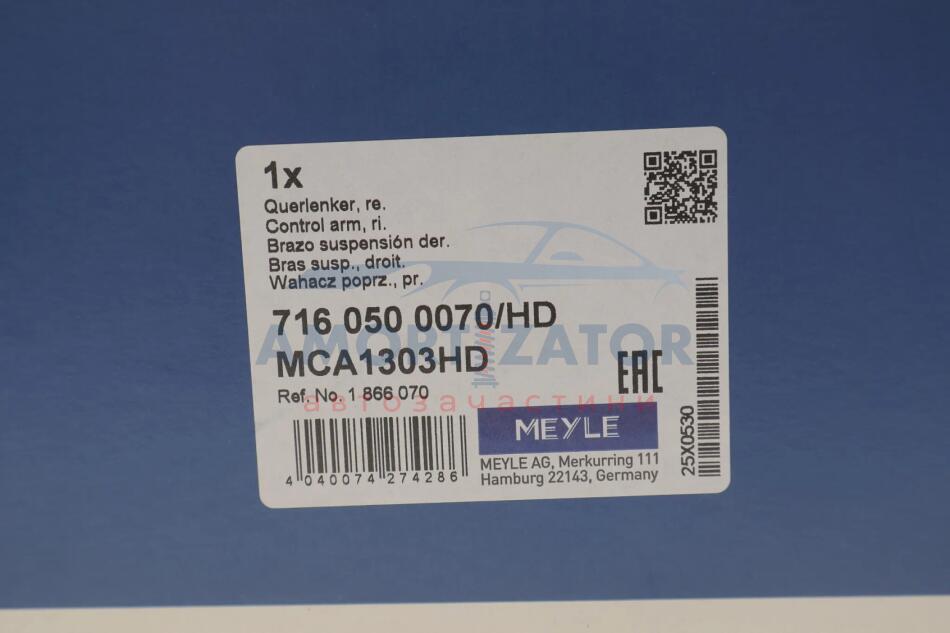 1x
Querlenker, re.
Control arm, ri.
Brazo suspensión der.
Bras susp., droit.
Wahacz poprz., pr.
716 050 0070/HD
AMORTIZATOR
MCA1303HD
EAC
Ref. No. 1 866 070
автозачастини
MEYLE
4 040074 274286
MEYLE AG, Merkurring 111
Hamburg 22143, Germany
25X0530